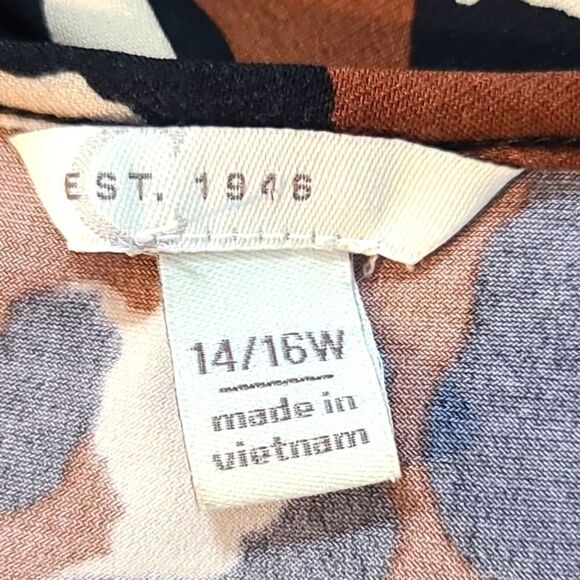 EST. 1946
14/16W
made in
vietnam